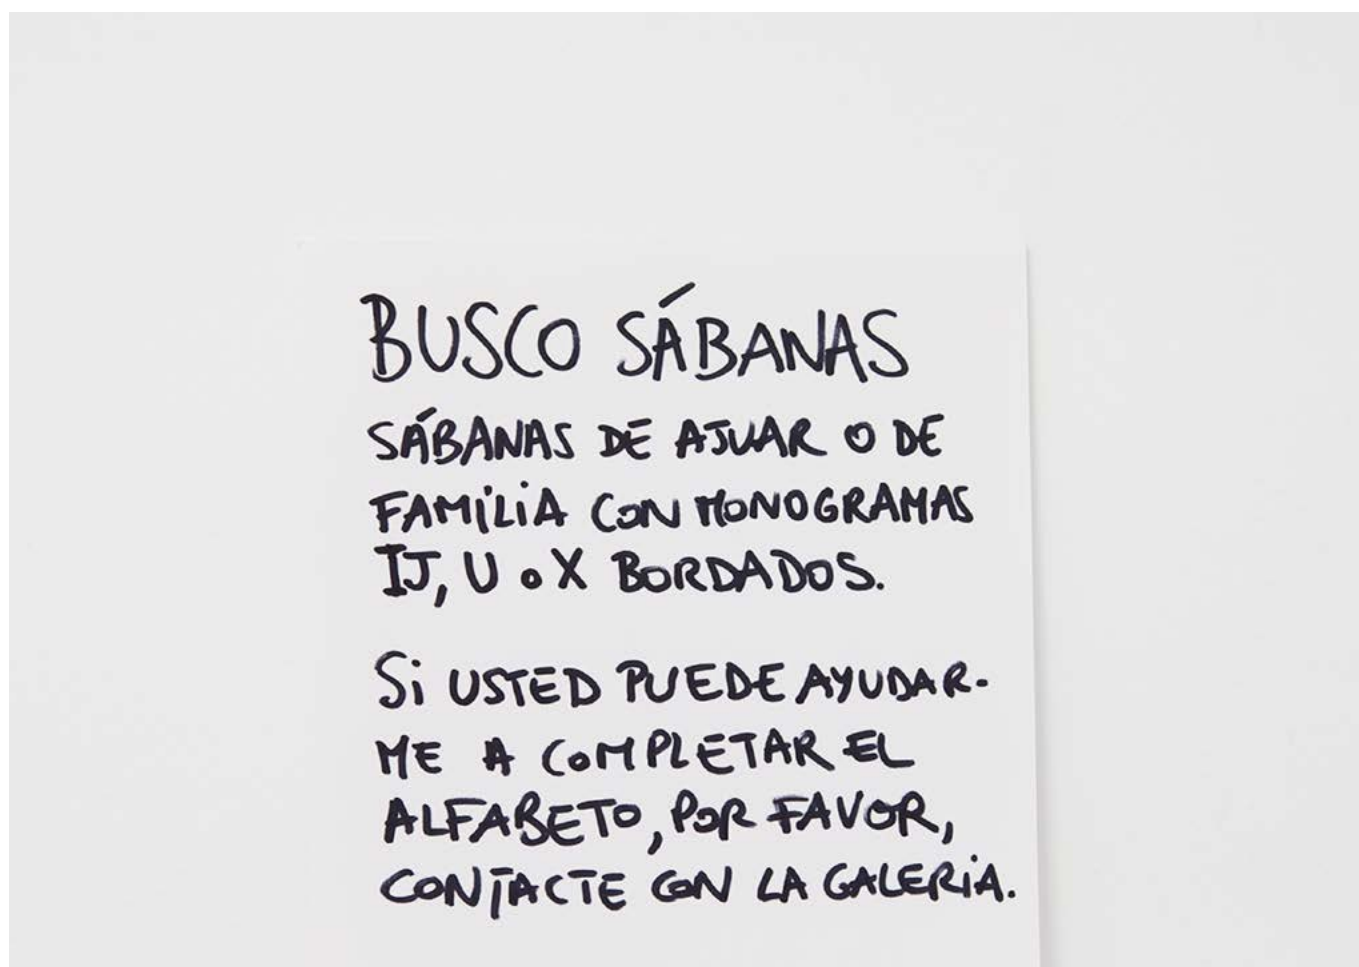 BUSCO SÁBANAS
SÁBANAS DE AJUAR O DE
FAMILIA CON MONOGRAMAS
IJ, U o X BORDADOS.
Si USTED PUEDE AYUDAR-
ME A COMPLETAR EL
ALFABETO, POR FAVOR,
CONTACTE CON LA GALERIA.